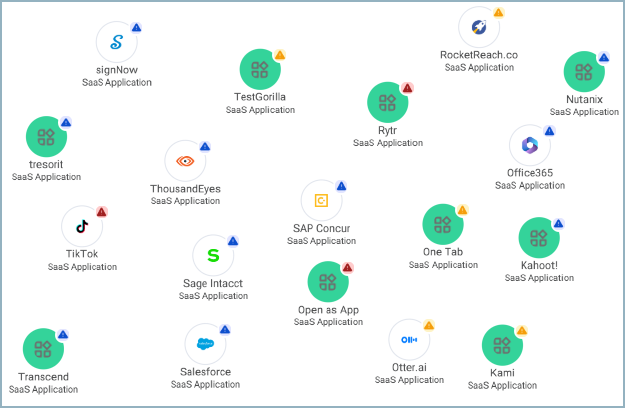 signNow
SaaS Application
RocketReach.co
SaaS Application
TestGorilla
SaaS Application
Nutanix
SaaS Application
Rytr
SaaS Application
tresorit
SaaS Application
Office365
SaaS Application
ThousandEyes
SaaS Application
SAP Concur
SaaS Application
TikTok
SaaS Application
One Tab
SaaS Application
Kahoot!
SaaS Application
S
Sage Intacct
SaaS Application
Open as App
SaaS Application
Transcend
SaaS Application
Salesforce
SaaS Application
Otter.ai
SaaS Application
Kami
SaaS Application